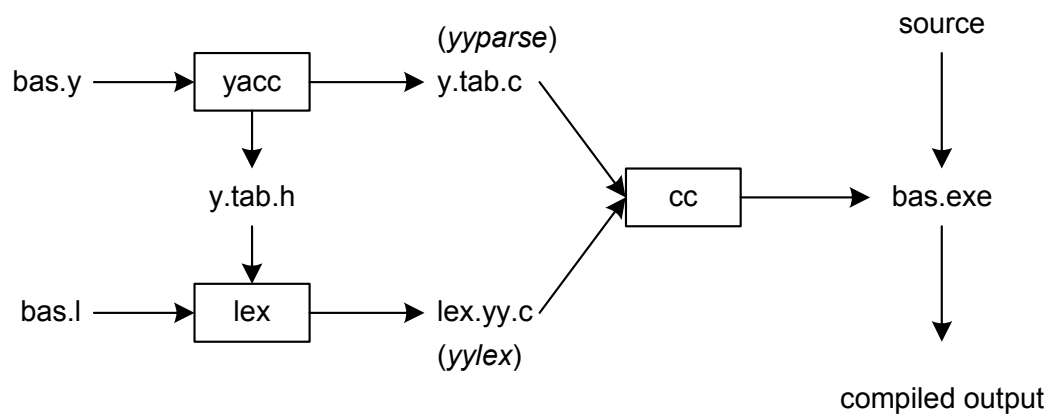 (yyparse)
source
bas.y
yacc
y.tab.c
y.tab.h
cc
bas.exe
bas.l
lex
lex.yy.c
(yylex)
compiled output